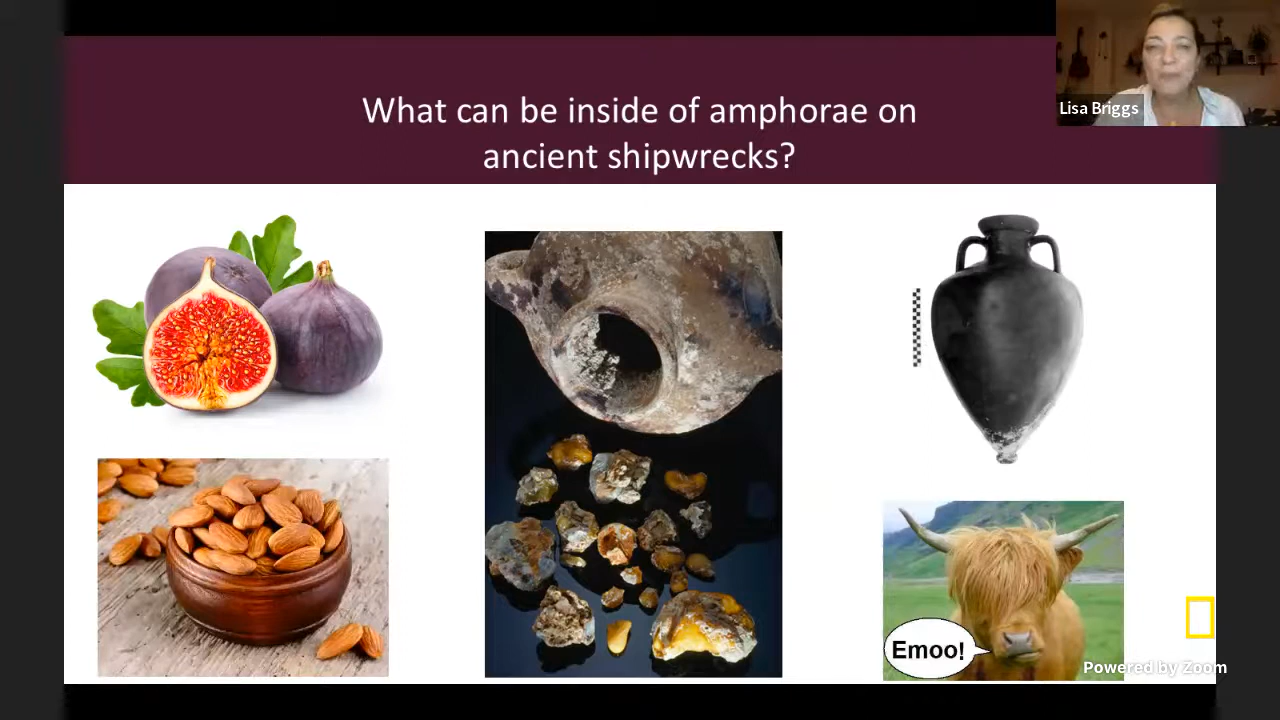 What can be inside of amphorae on
ancient shipwrecks?
Lisa Briggs
Emoo!
Powered by Zoom